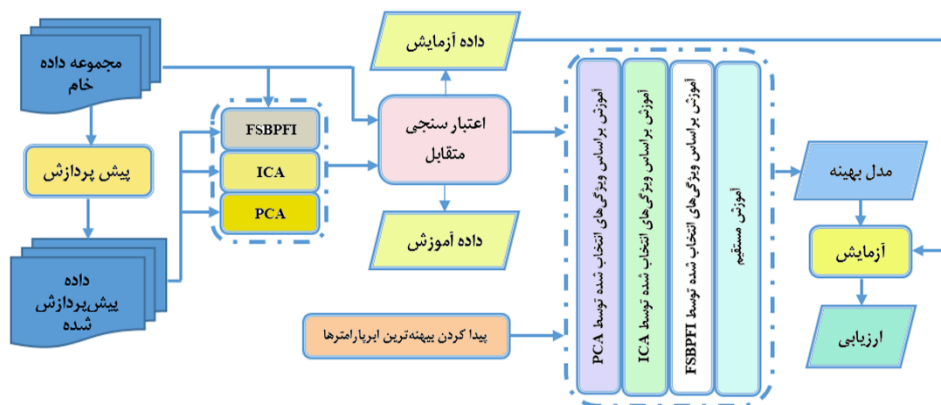 مجموعه داده
خام
پیش پردازش
داده
پیش‌پردازش
شده
FSBPFI
ICA
PCA
داده آزمایش
اعتبار سنجی
متقابل
داده آموزش
پیدا کردن بیهنه‌ترین ابرپارامترها
آموزش براساس ویژگی‌های انتخاب شده توسط PCA
آموزش براساس ویژگی‌های انتخاب شده توسط ICA
آموزش براساس ویژگی‌های انتخاب شده توسط FSBPFI
آموزش مستقیم
مدل بهینه
آزمایش
ارزیابی